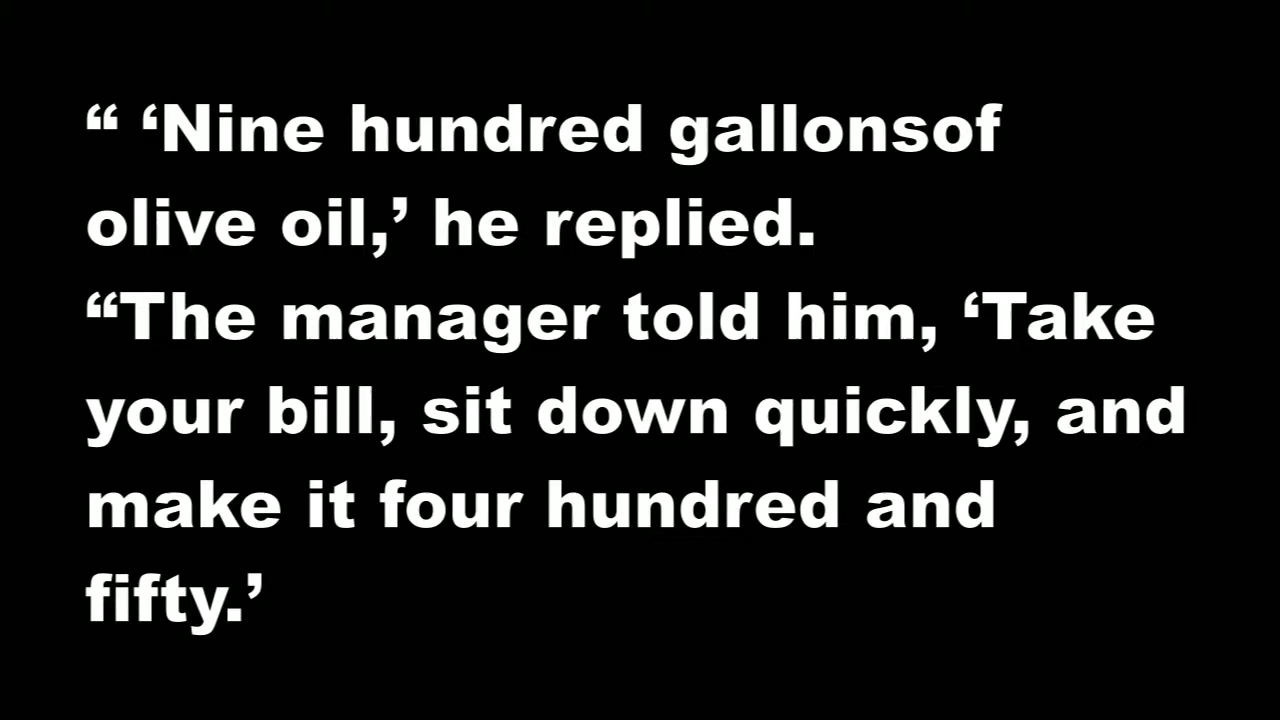 “ ‘Nine hundred gallonsof
olive oil,’ he replied.
“The manager told him, ‘Take
your bill, sit down quickly, and
make it four hundred and
fifty.’